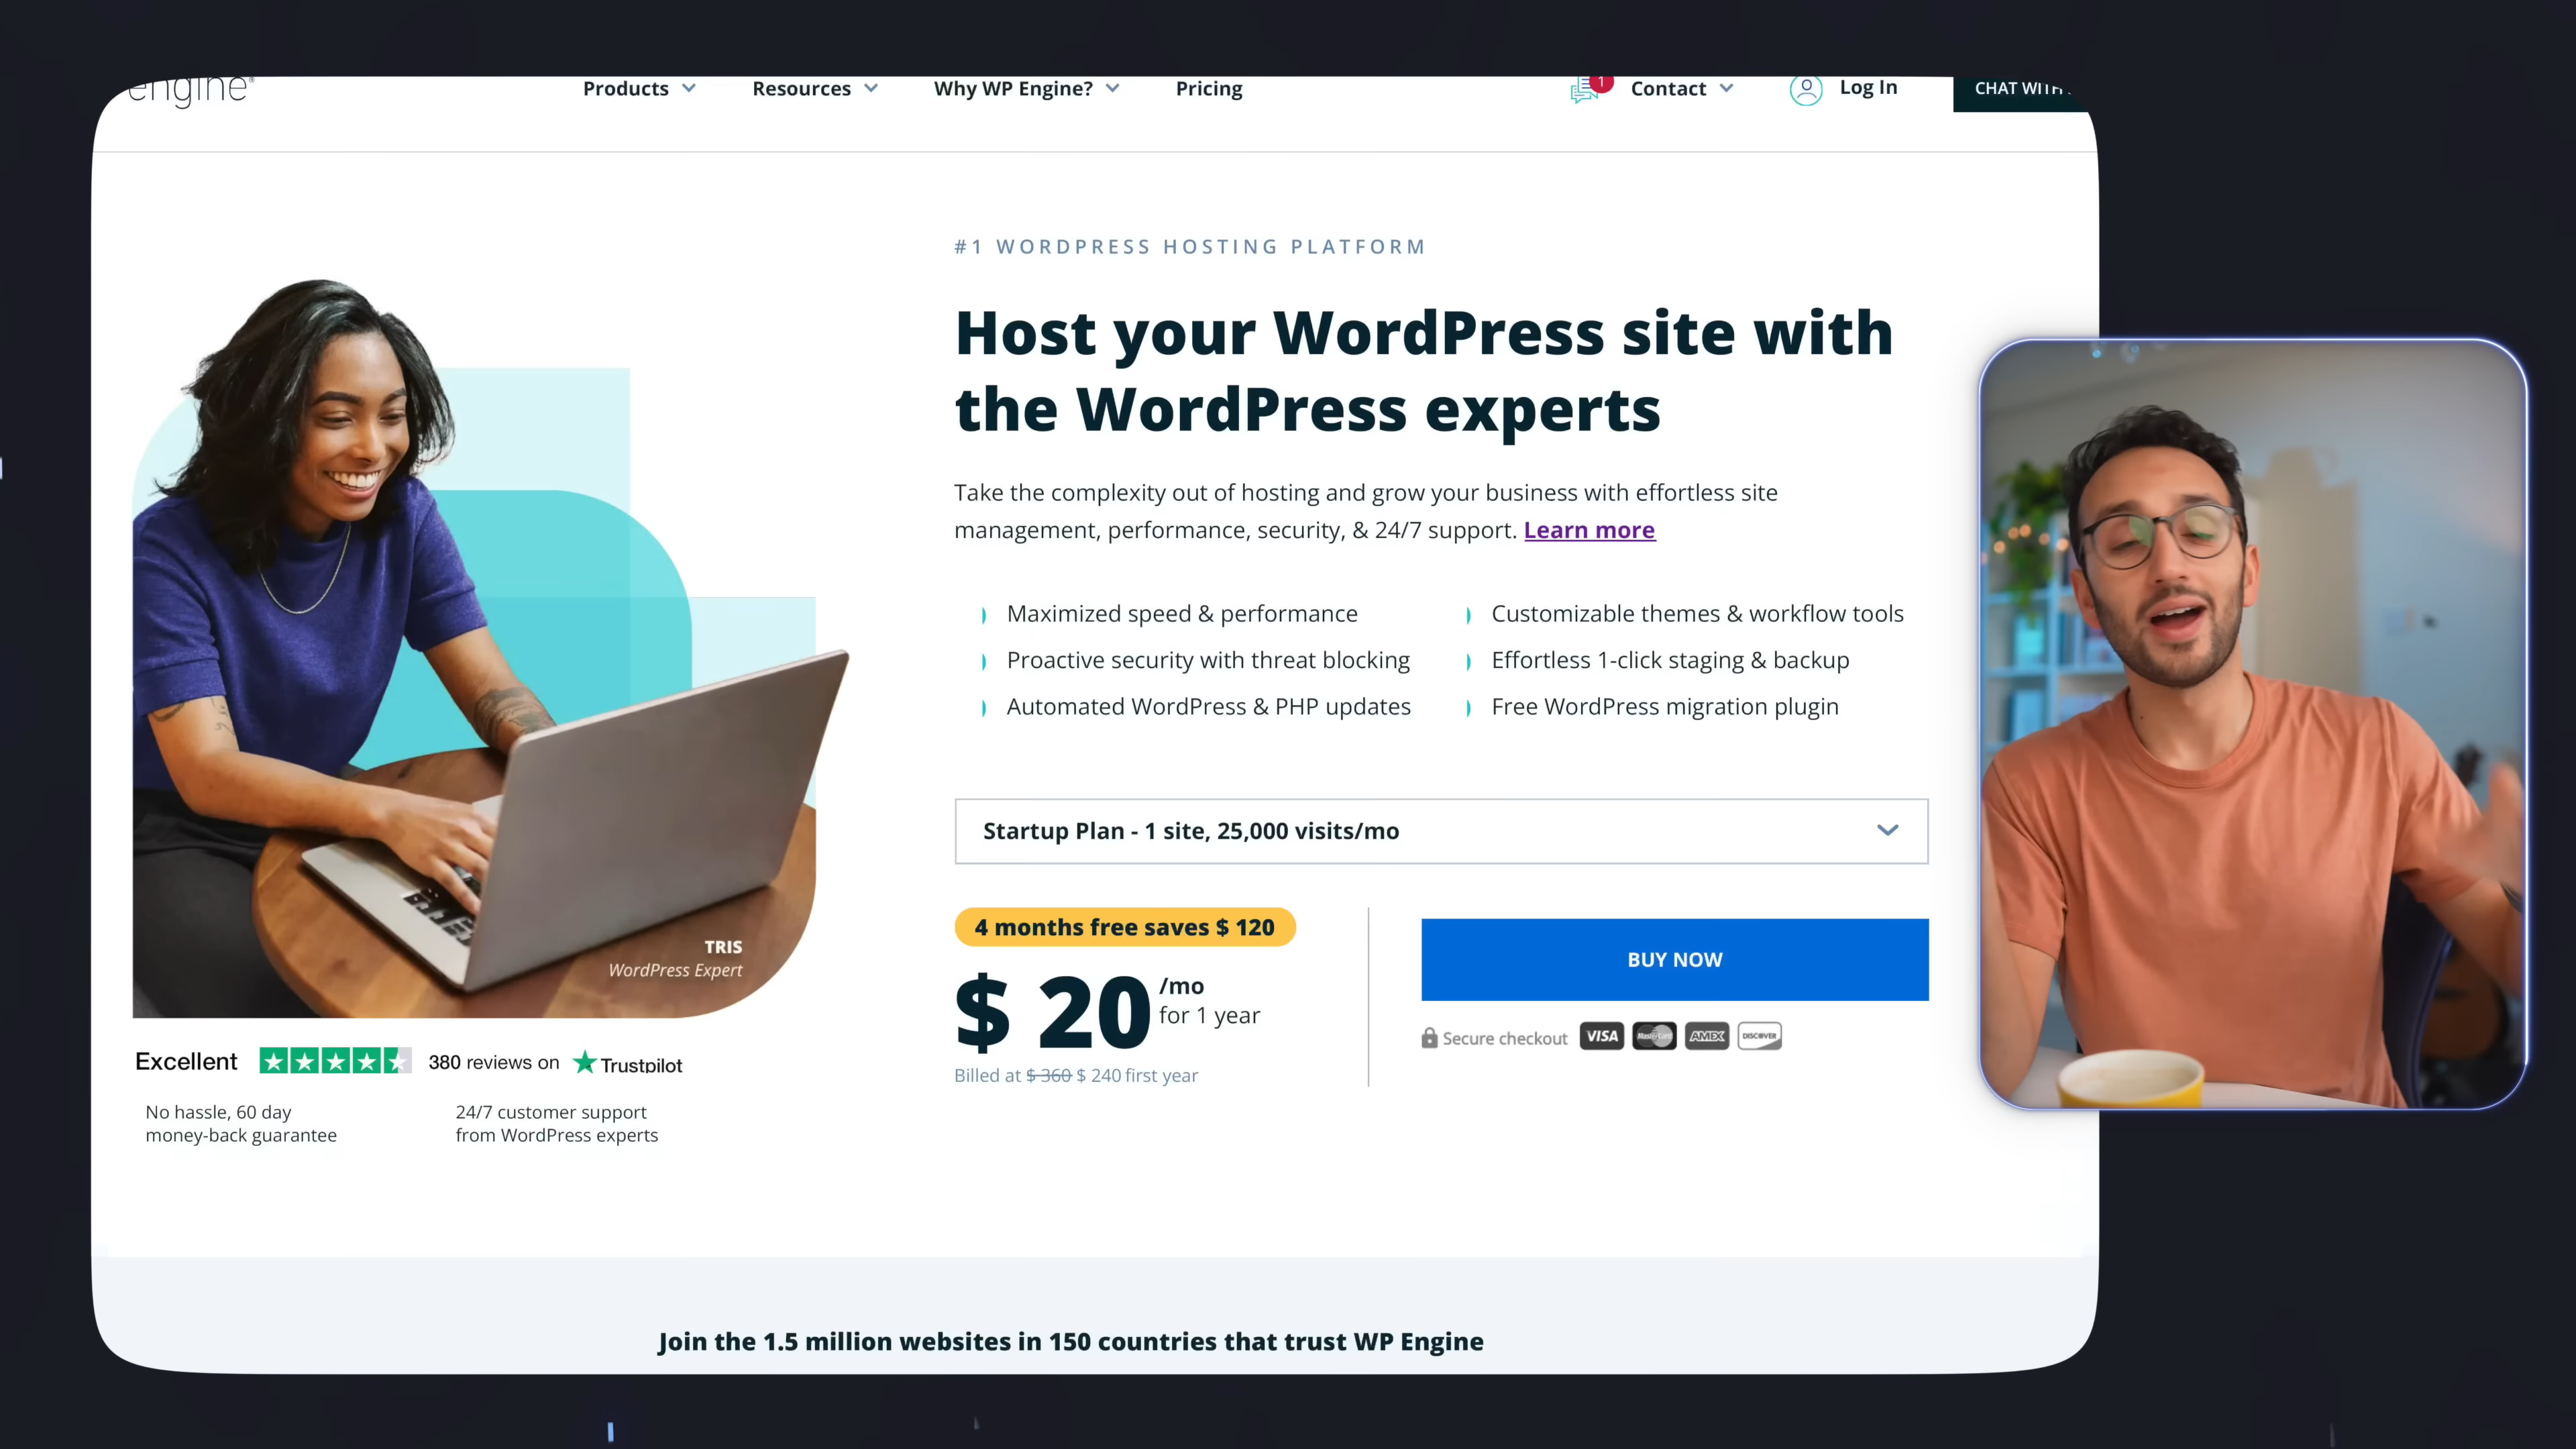 engine
Products
Resources
Why WP Engine?
Pricing
1
Contact
Log In
CHAT WITH
#1 WORDPRESS HOSTING PLATFORM
Host your WordPress site with
the WordPress experts
Take the complexity out of hosting and grow your business with effortless site
management, performance, security, & 24/7 support. Learn more
Maximized speed & performance
Customizable themes & workflow tools
Proactive security with threat blocking
Effortless 1-click staging & backup
Automated WordPress & PHP updates
Free WordPress migration plugin
Startup Plan - 1 site, 25,000 visits/mo
4 months free saves $ 120
$ 20 /mo
for 1 year
Billed at $ 360 $ 240 first year
BUY NOW
Secure checkout VISA MasterCard AMEX DISCOVER
TRIS
WordPress Expert
Excellent 380 reviews on Trustpilot
No hassle, 60 day
money-back guarantee
24/7 customer support
from WordPress experts
Join the 1.5 million websites in 150 countries that trust WP Engine